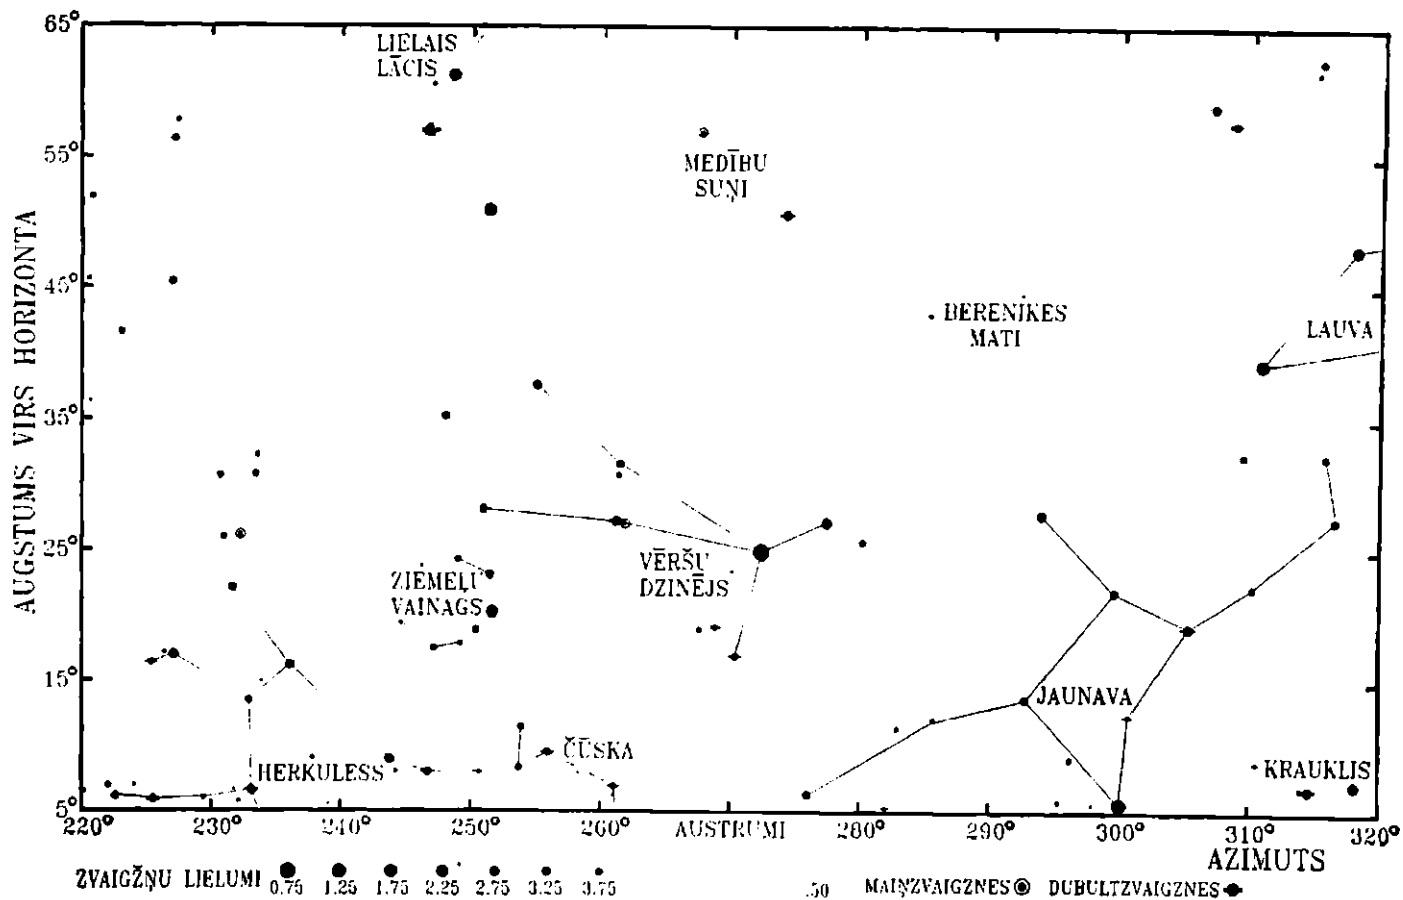 65°
LIELAIS
LĀCIS
55°
MEDĪBU
SUŅI
AUGSTUMS VIRS HORIZONTA
45°
BERENIKES
MATI
LAUVA
35°
25°
ZIEMEĻU
VAINAGS
VĒRŠU
DZINĒJS
15°
JAUNAVA
HERKULESS
ČŪSKA
KRAUKLIS
5°
220° 230° 240° 250° 260° AUSTRUMI 280° 290° 300° 310° 320°
AZIMUTS
ZVAIGŽŅU LIELUMI 0.75 1.25 1.75 2.25 2.75 3.25 3.75 .50 MAIŅZVAIGZNES DUBULTZVAIGZNES